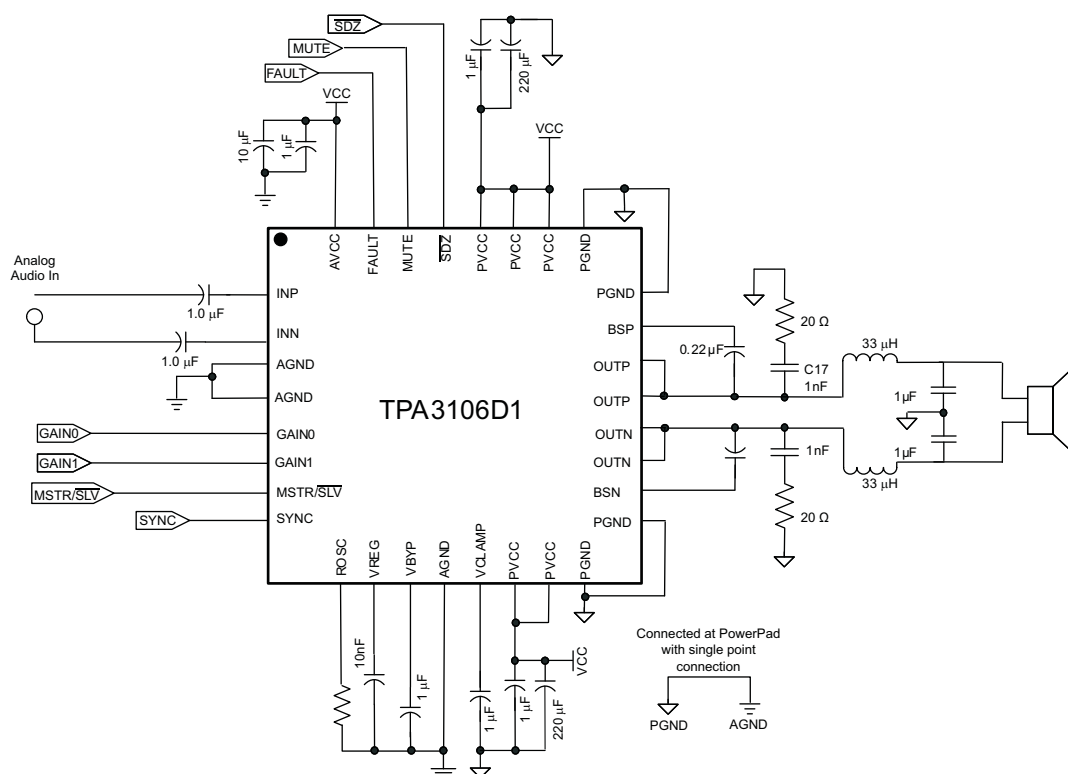 SDZ
MUTE
FAULT
VCC
10 µF
1 µF
1 µF
220 µF
VCC
AVCC
FAULT
MUTE
SDZ
PVCC
PVCC
PVCC
PGND
Analog
Audio In
1.0 µF
1.0 µF
INP
INN
AGND
AGND
GAIN0
GAIN0
GAIN1
GAIN1
MSTR/SLV
MSTR/SLV
SYNC
SYNC
TPA3106D1
PGND
BSP
OUTP
OUTP
OUTN
OUTN
BSN
PGND
0.22 µF
20 Ω
C17
1nF
33 µH
1µF
1µF
1nF
33 µH
20 Ω
ROSC
VREG
VBYP
AGND
VCLAMP
PVCC
PVCC
PGND
10nF
1 µF
1 µF
1 µF
220 µF
VCC
Connected at PowerPad
with single point
connection
PGND
AGND